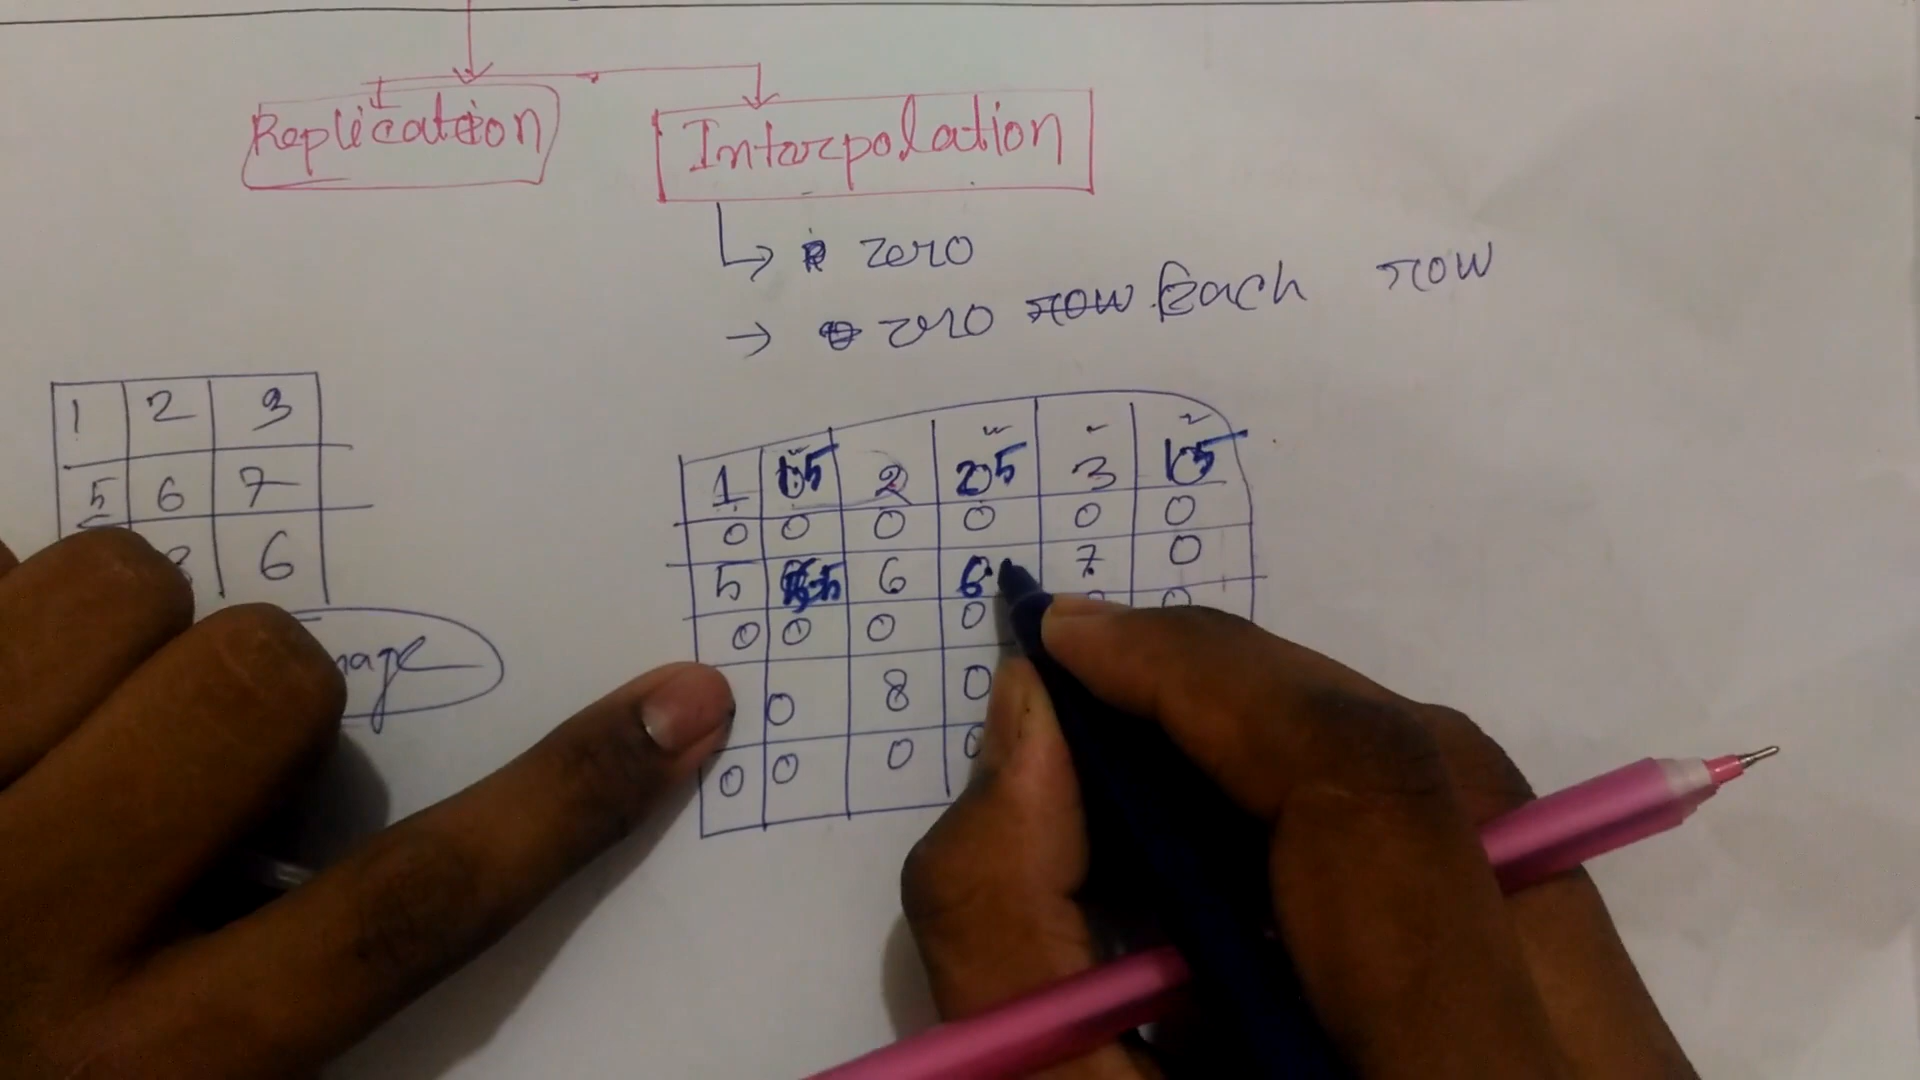 Replication
Interpolation
zero
zero Each row
1 2 3
5 6 7
6
1 1.5 2 2.5 3 1.5
0 0 0 0 0 0
5 5.5 6 6. 7 0
0 0 0 0
0 8 0
0 0 0